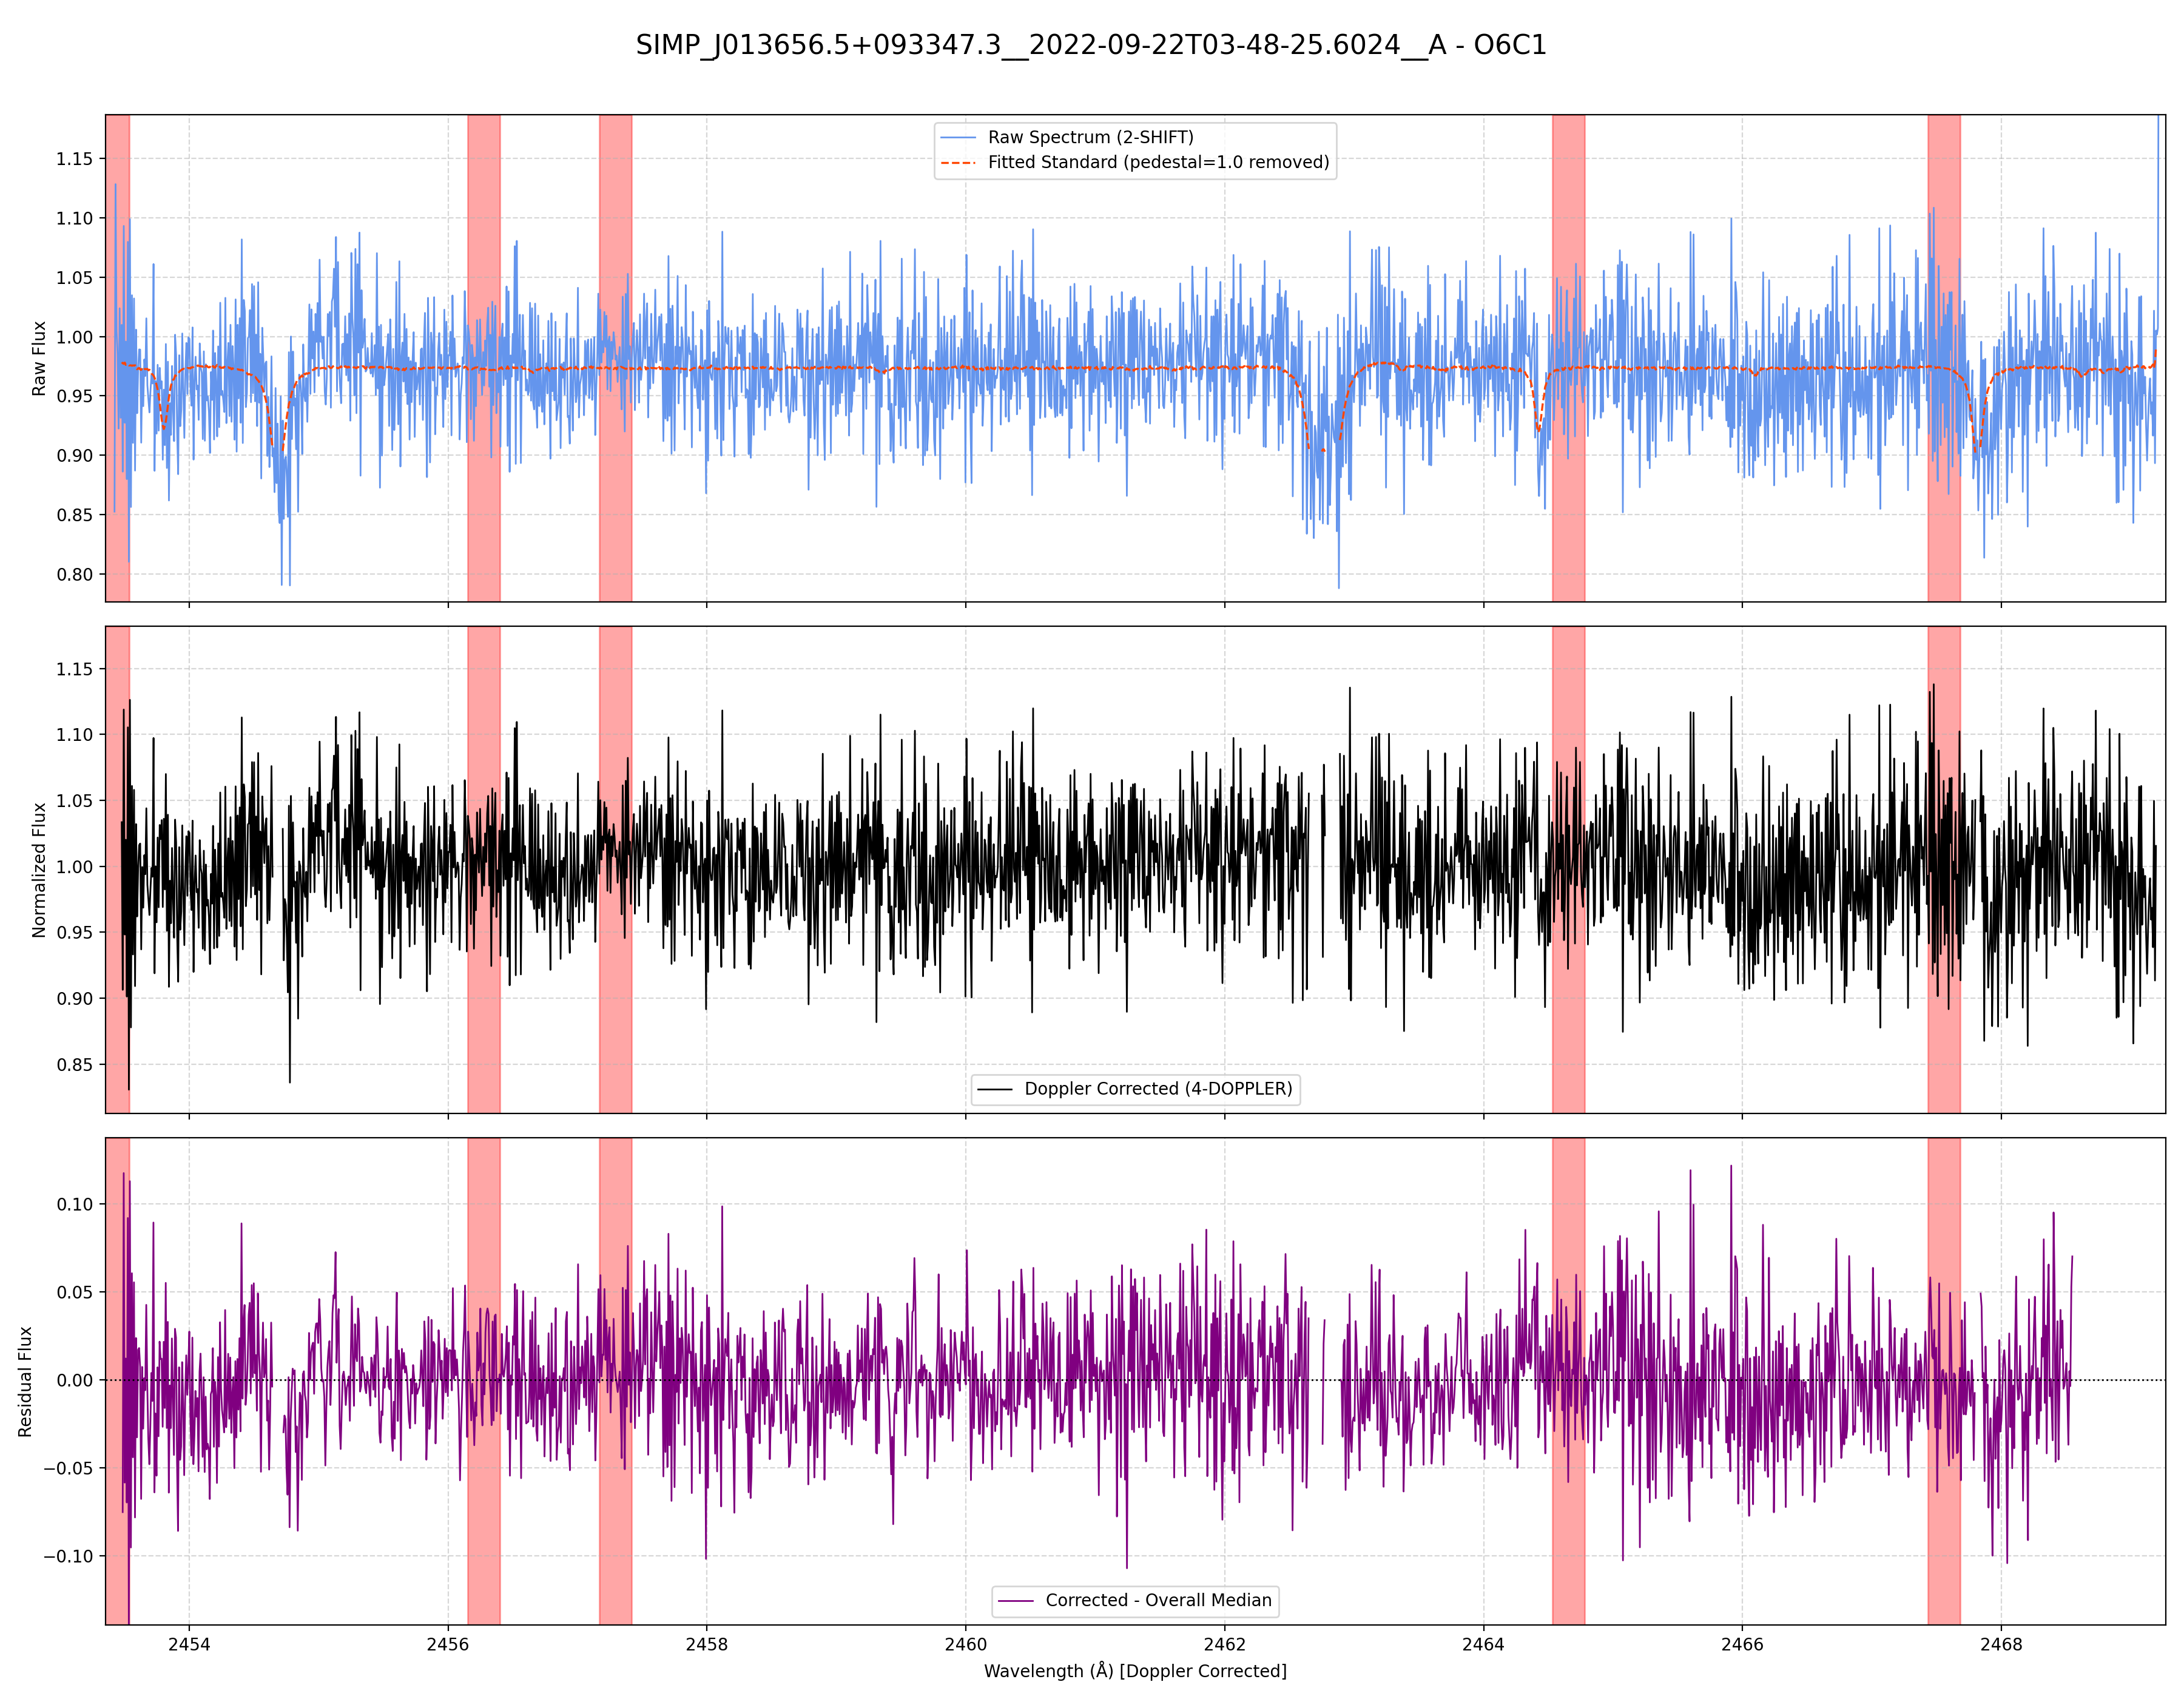 SIMP_J013656.5+093347.3__2022-09-22T03-48-25.6024__A - O6C1
Raw Spectrum (2-SHIFT)
Fitted Standard (pedestal=1.0 removed)
Raw Flux
1.15
1.10
1.05
1.00
0.95
0.90
0.85
0.80
Normalized Flux
1.15
1.10
1.05
1.00
0.95
0.90
0.85
Doppler Corrected (4-DOPPLER)
Residual Flux
0.10
0.05
0.00
−0.05
−0.10
Corrected - Overall Median
2454 2456 2458 2460 2462 2464 2466 2468
Wavelength (Å) [Doppler Corrected]